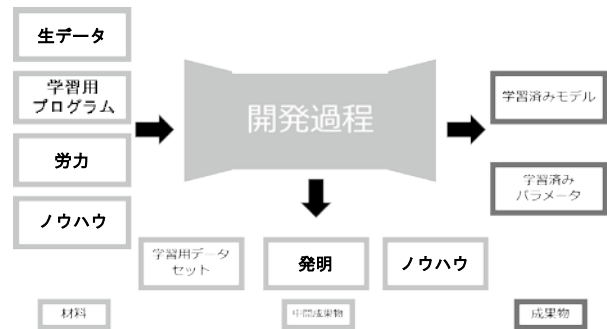 生データ
学習用
プログラム
労力
ノウハウ
開発過程
学習済みモデル
学習済み
パラメータ
学習用データ
セット
発明
ノウハウ
材料
中間成果物
成果物